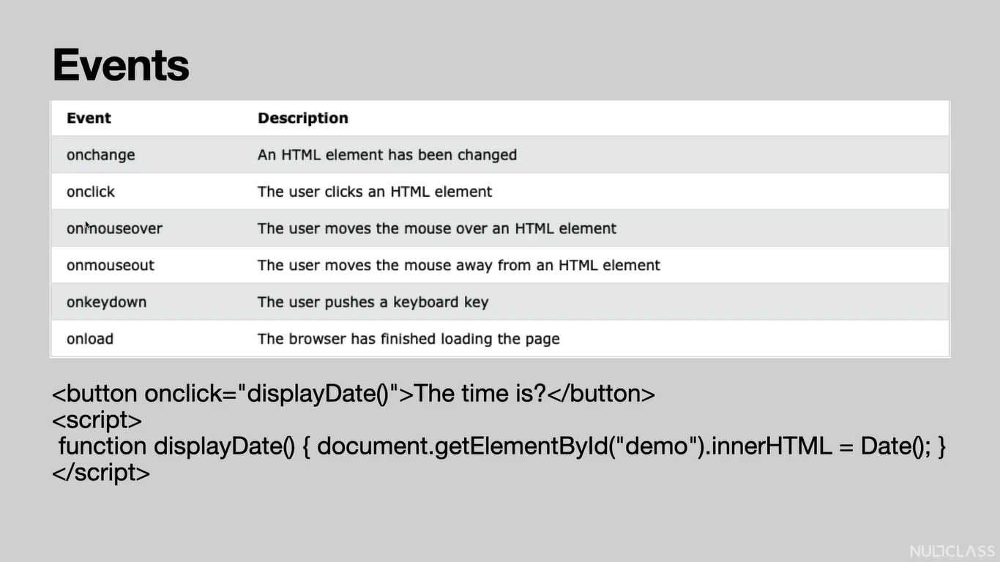 Events
Event Description
onchange An HTML element has been changed
onclick The user clicks an HTML element
onmouseover The user moves the mouse over an HTML element
onmouseout The user moves the mouse away from an HTML element
onkeydown The user pushes a keyboard key
onload The browser has finished loading the page
<button onclick="displayDate()">The time is?</button>
<script>
function displayDate() { document.getElementById("demo").innerHTML = Date(); }
</script>
NULLCLASS